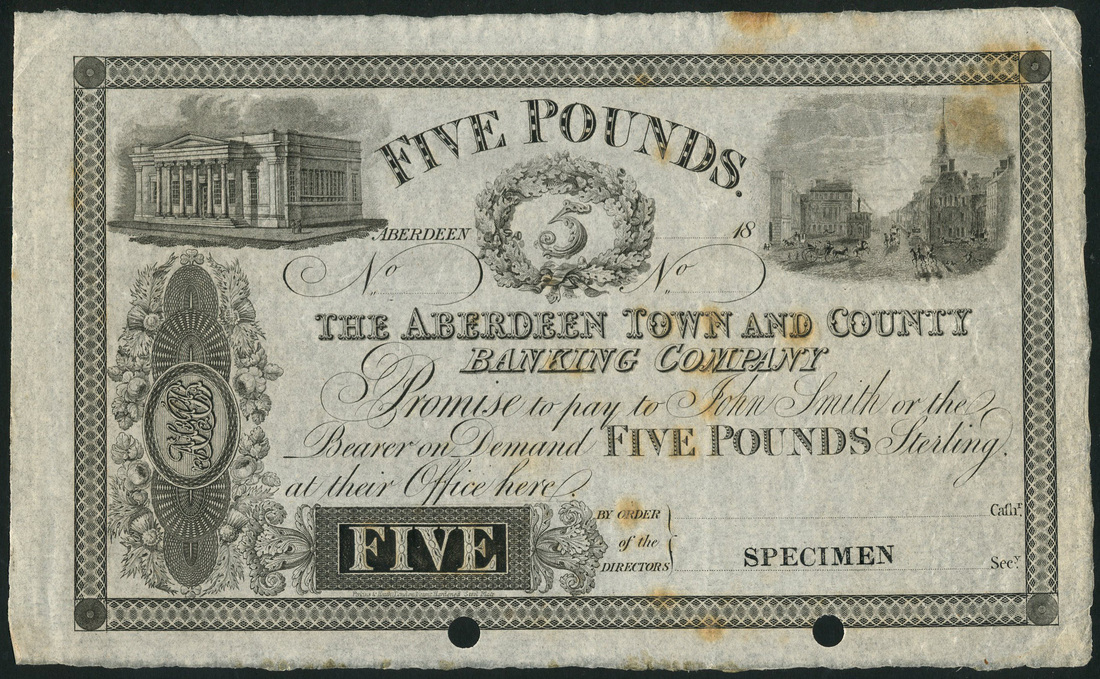 FIVE POUNDS.
5
ABERDEEN 18
No No
THE ABERDEEN TOWN AND COUNTY
BANKING COMPANY
Promise to pay to John Smith or the
Bearer on Demand FIVE POUNDS Sterling.
at their Office here.
FIVE
BY ORDER
of the
DIRECTORS
Caſhr.
SPECIMEN
Secy.